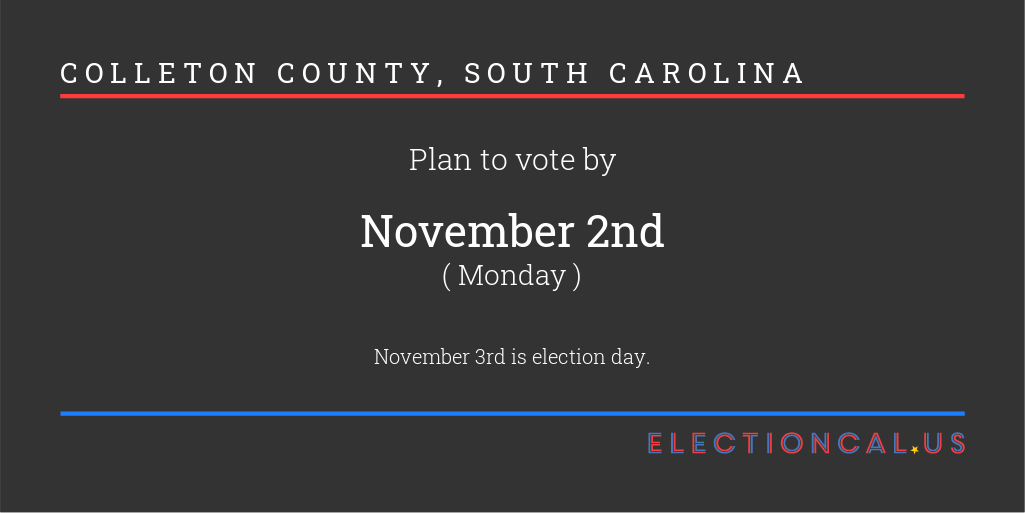 COLLETON COUNTY, SOUTH CAROLINA
Plan to vote by
November 2nd
( Monday )
November 3rd is election day.
ELECTIONCAL.US